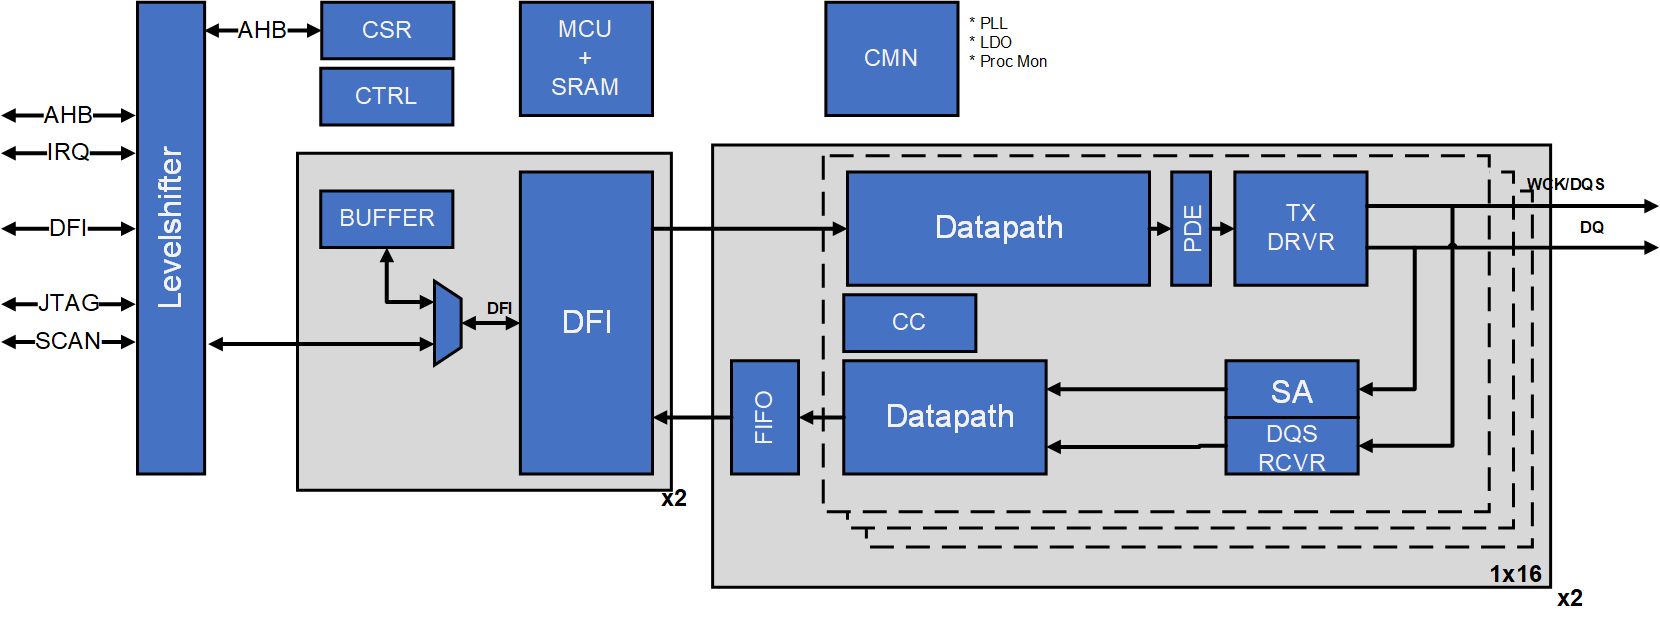 AHB
CSR
MCU
+
SRAM
CMN
* PLL
* LDO
* Proc Mon
CTRL
AHB
IRQ
DFI
JTAG
SCAN
Levelshifter
BUFFER
DFI
DFI
x2
Datapath
PDE
TX
DRVR
WCK/DQS
DQ
CC
FIFO
Datapath
SA
DQS
RCVR
1x16
x2